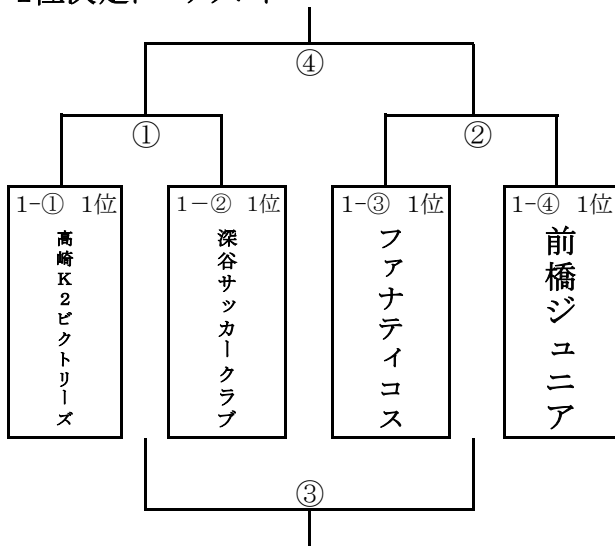 ④
①
②
1-① 1位
高崎K2ビクトリーズ
1－② 1位
深谷サッカークラブ
1-③ 1位
ファナティコス
1-④ 1位
前橋ジュニア
③